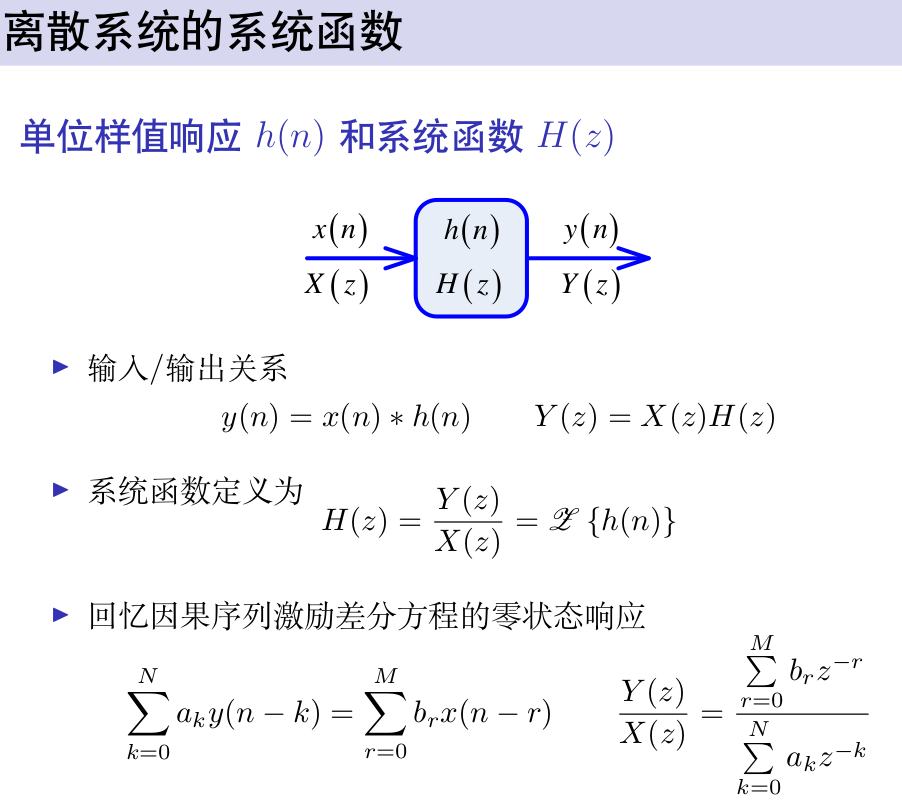 离散系统的系统函数
单位样值响应 h(n) 和系统函数 H(z)
x(n) h(n) y(n)
X(z) H(z) Y(z)
▶ 输入/输出关系
y(n) = x(n) ∗ h(n)  Y(z) = X(z)H(z)
▶ 系统函数定义为
H(z) = \frac{Y(z)}{X(z)} = 𝒵 {h(n)}
▶ 回忆因果序列激励差分方程的零状态响应
\sum_{k=0}^{N} a_k y(n − k) = \sum_{r=0}^{M} b_r x(n − r)  \frac{Y(z)}{X(z)} = \frac{\sum_{r=0}^{M} b_r z^{−r}}{\sum_{k=0}^{N} a_k z^{−k}}